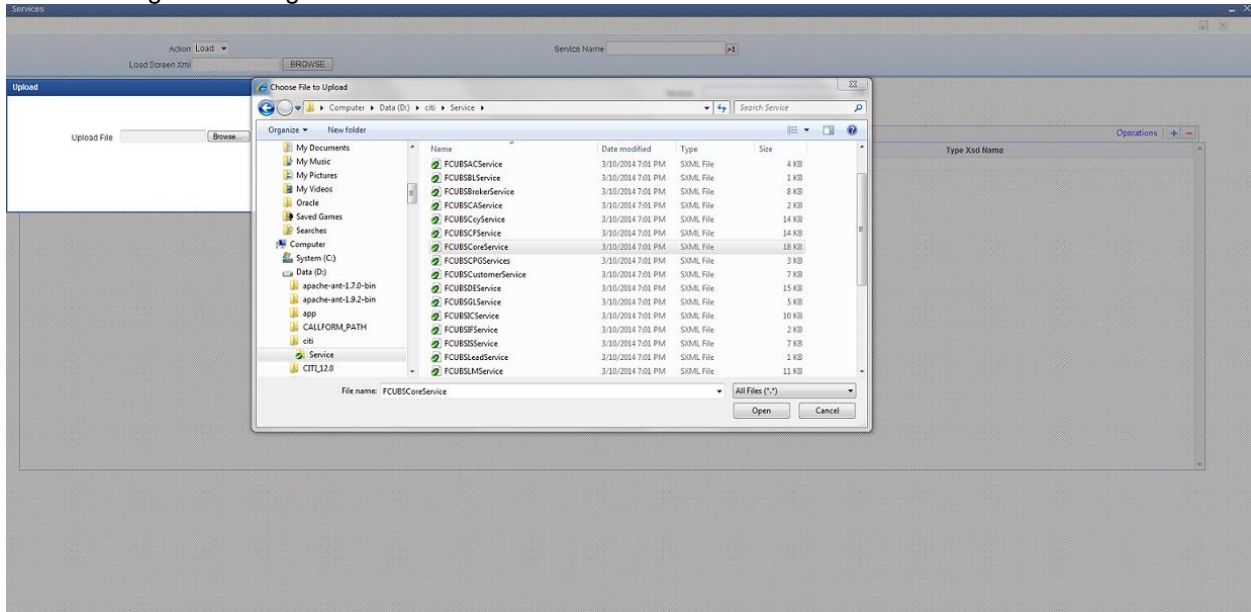 Services
Action Load
Service Name
Load Screen Xml BROWSE
Upload
Choose File to Upload
Computer Data (D:) citi Service
Search Service
Upload File Browse...
Organize New folder
Operations + -
Type Xsd Name
Name Date modified Type Size
My Documents
My Music
My Pictures
My Videos
Oracle
Saved Games
Searches
Computer
System (C:)
Data (D:)
apache-ant-1.7.0-bin
apache-ant-1.9.2-bin
app
CALLFORM_PATH
citi
Service
CITI_12.0
FCUBSACService 3/10/2014 7:01 PM SXML File 4 KB
FCUBSBLService 3/10/2014 7:01 PM SXML File 1 KB
FCUBSBrokerService 3/10/2014 7:01 PM SXML File 8 KB
FCUBSCAService 3/10/2014 7:01 PM SXML File 2 KB
FCUBSCcyService 3/10/2014 7:01 PM SXML File 14 KB
FCUBSCFService 3/10/2014 7:01 PM SXML File 14 KB
FCUBSCoreService 3/10/2014 7:01 PM SXML File 18 KB
FCUBSCPGServices 3/10/2014 7:01 PM SXML File 3 KB
FCUBSCustomerService 3/10/2014 7:01 PM SXML File 7 KB
FCUBSDEService 3/10/2014 7:01 PM SXML File 15 KB
FCUBSGLService 3/10/2014 7:01 PM SXML File 5 KB
FCUBSICService 3/10/2014 7:01 PM SXML File 10 KB
FCUBSIFService 3/10/2014 7:01 PM SXML File 2 KB
FCUBSISService 3/10/2014 7:01 PM SXML File 7 KB
FCUBSLeadService 3/10/2014 7:01 PM SXML File 1 KB
FCUBSLMService 3/10/2014 7:01 PM SXML File 11 KB
File name: FCUBSCoreService
All Files (*.*)
Open Cancel